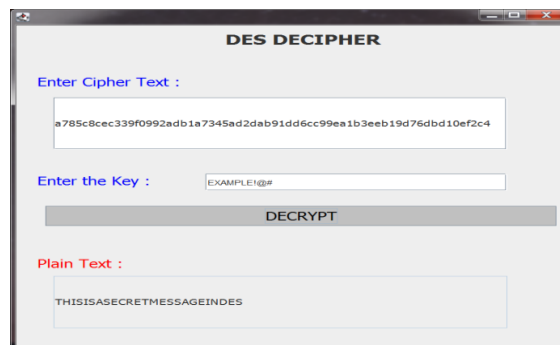 DES DECIPHER
Enter Cipher Text :
a785c8cec339f0992adb1a7345ad2dab91dd6cc99ea1b3eeb19d76dbd10ef2c4
Enter the Key : EXAMPLE!@#
DECRYPT
Plain Text :
THISISASECRETMESSAGEINDES